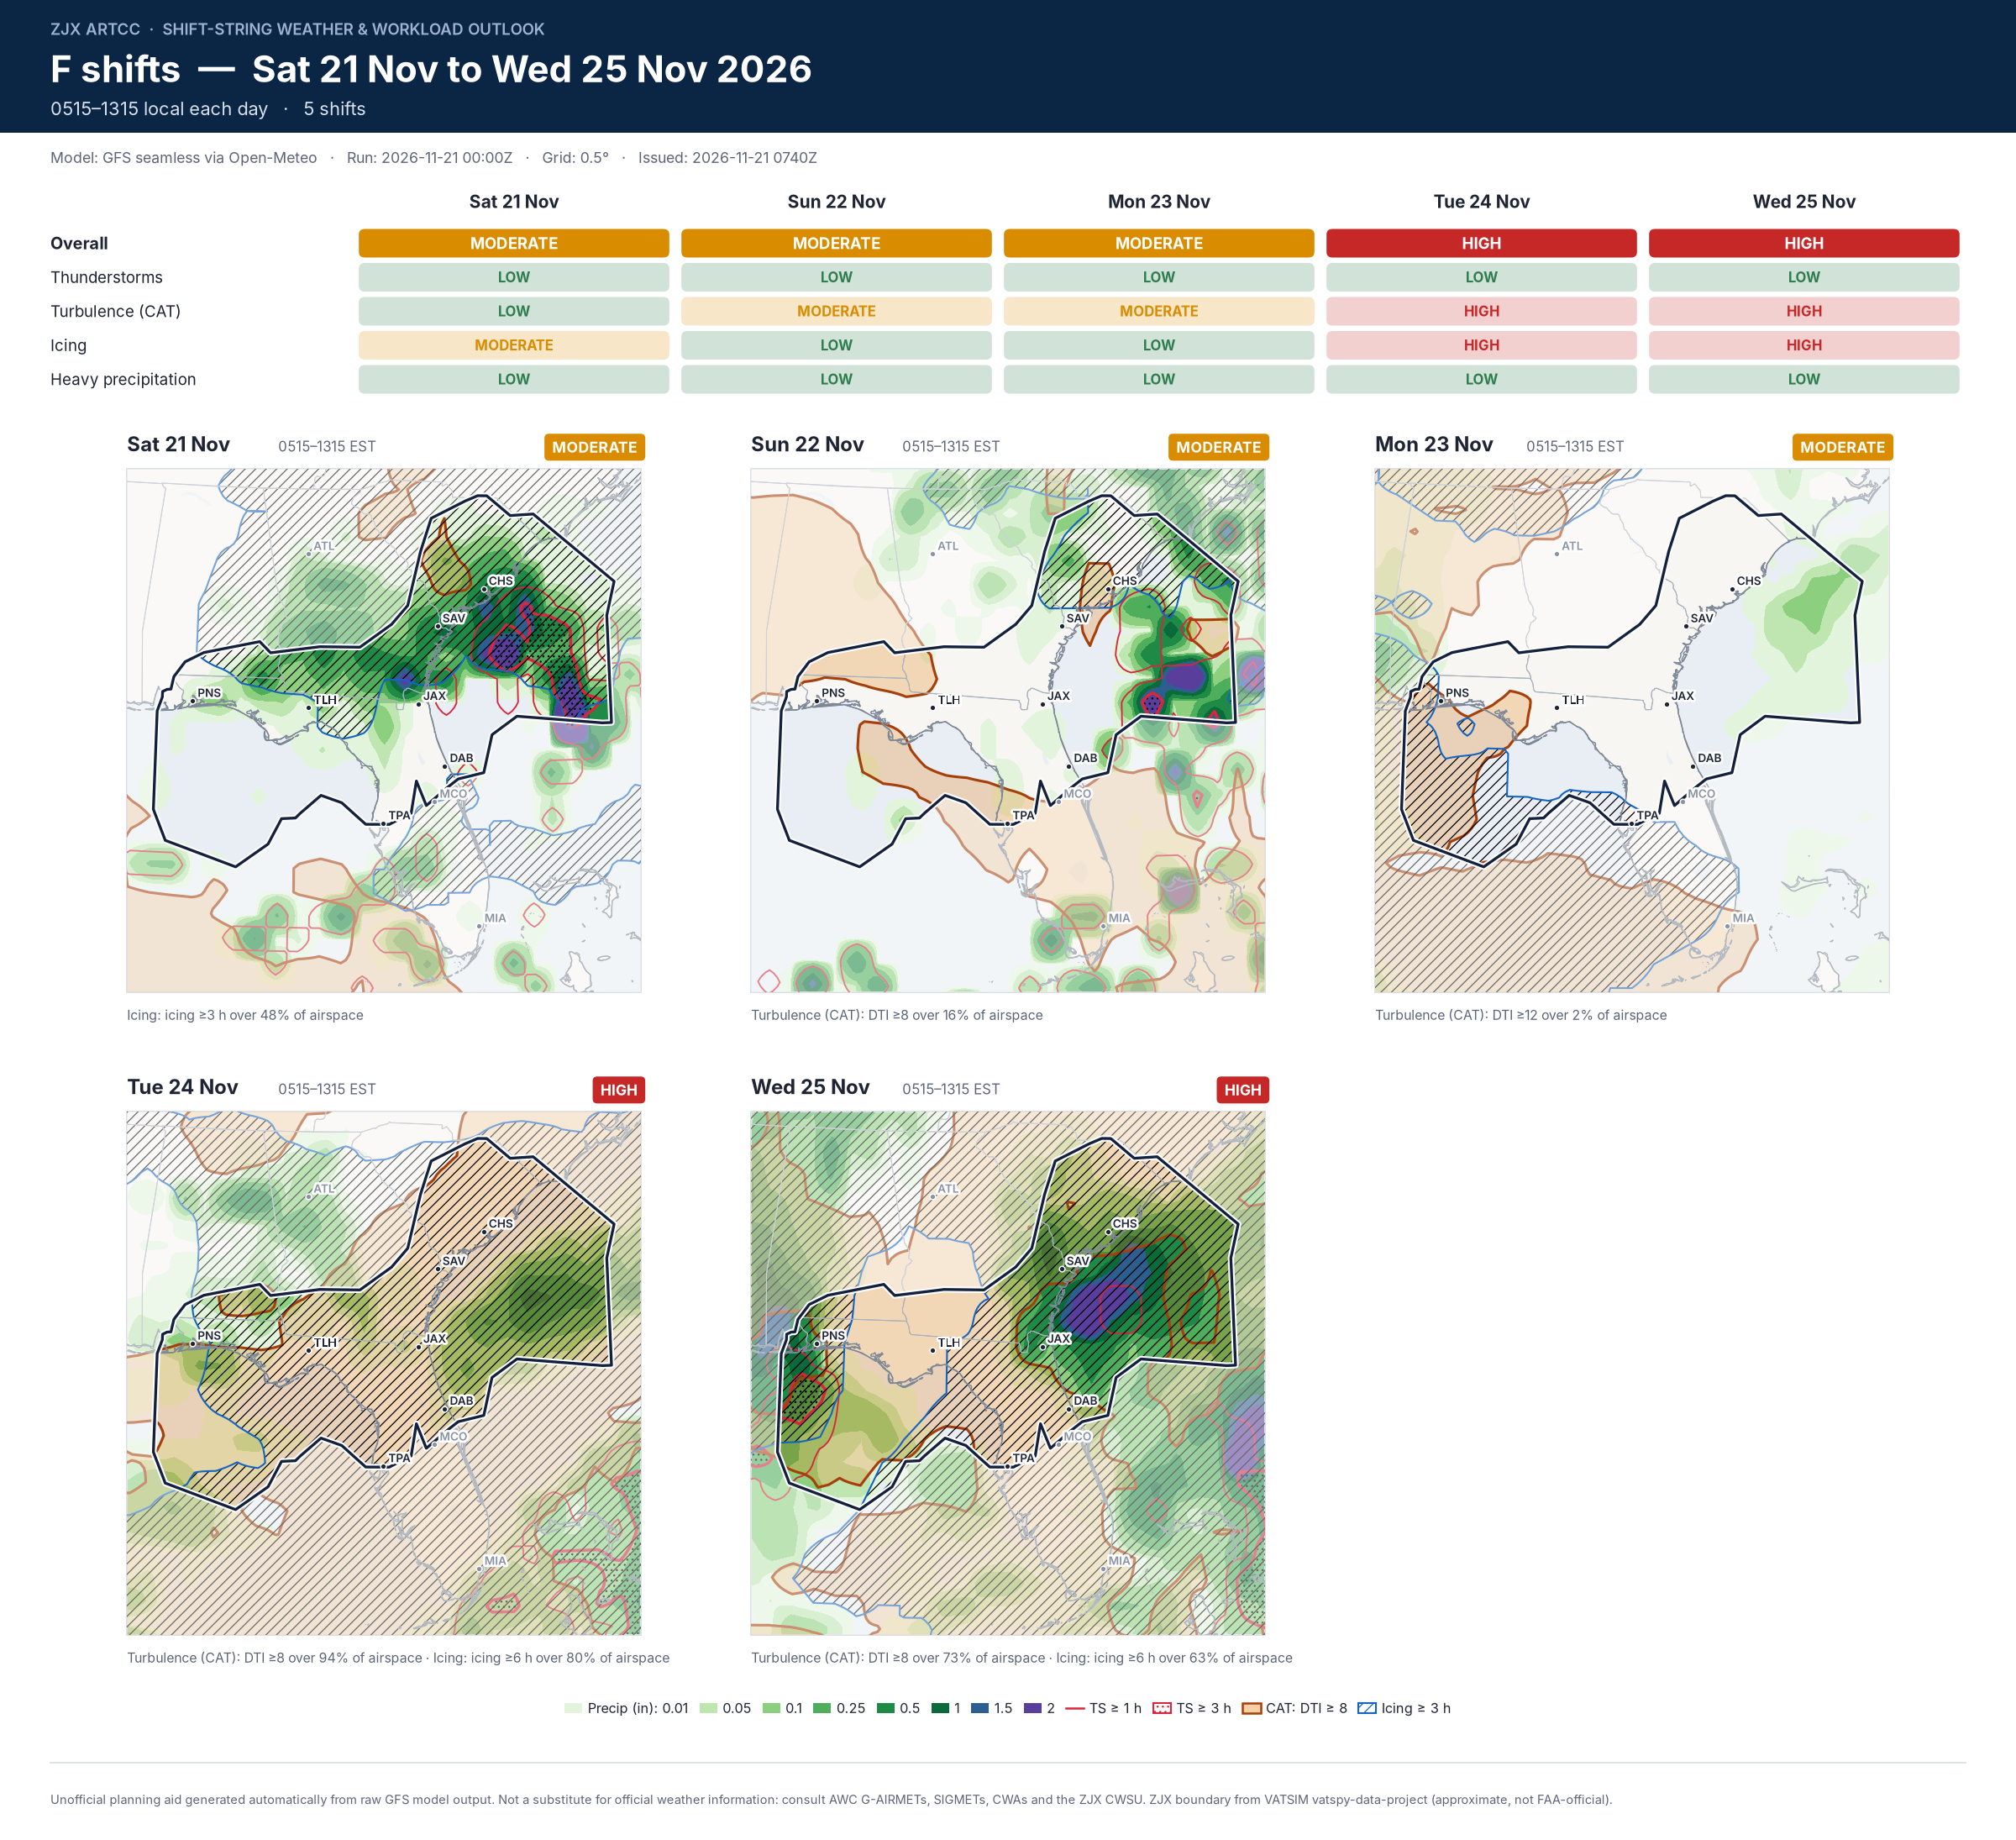 ZJX ARTCC · SHIFT-STRING WEATHER & WORKLOAD OUTLOOK
F shifts — Sat 21 Nov to Wed 25 Nov 2026
0515–1315 local each day · 5 shifts
Model: GFS seamless via Open-Meteo · Run: 2026-11-21 00:00Z · Grid: 0.5° · Issued: 2026-11-21 0740Z
Sat 21 Nov Sun 22 Nov Mon 23 Nov Tue 24 Nov Wed 25 Nov
Overall MODERATE MODERATE MODERATE HIGH HIGH
Thunderstorms LOW LOW LOW LOW LOW
Turbulence (CAT) LOW MODERATE MODERATE HIGH HIGH
Icing MODERATE LOW LOW HIGH HIGH
Heavy precipitation LOW LOW LOW LOW LOW
Sat 21 Nov 0515–1315 EST MODERATE
ATL
CHS
SAV
PNS
TLH
JAX
DAB
MCO
TPA
MIA
Icing: icing ≥3 h over 48% of airspace
Sun 22 Nov 0515–1315 EST MODERATE
ATL
CHS
SAV
PNS
TLH
JAX
DAB
MCO
TPA
MIA
Turbulence (CAT): DTI ≥8 over 16% of airspace
Mon 23 Nov 0515–1315 EST MODERATE
ATL
CHS
SAV
PNS
TLH
JAX
DAB
MCO
TPA
MIA
Turbulence (CAT): DTI ≥12 over 2% of airspace
Tue 24 Nov 0515–1315 EST HIGH
ATL
CHS
SAV
PNS
TLH
JAX
DAB
MCO
TPA
MIA
Turbulence (CAT): DTI ≥8 over 94% of airspace · Icing: icing ≥6 h over 80% of airspace
Wed 25 Nov 0515–1315 EST HIGH
ATL
CHS
SAV
PNS
TLH
JAX
DAB
MCO
TPA
MIA
Turbulence (CAT): DTI ≥8 over 73% of airspace · Icing: icing ≥6 h over 63% of airspace
Precip (in): 0.01 0.05 0.1 0.25 0.5 1 1.5 2 TS ≥ 1 h TS ≥ 3 h CAT: DTI ≥ 8 Icing ≥ 3 h
Unofficial planning aid generated automatically from raw GFS model output. Not a substitute for official weather information: consult AWC G-AIRMETs, SIGMETs, CWAs and the ZJX CWSU. ZJX boundary from VATSIM vatspy-data-project (approximate, not FAA-official).